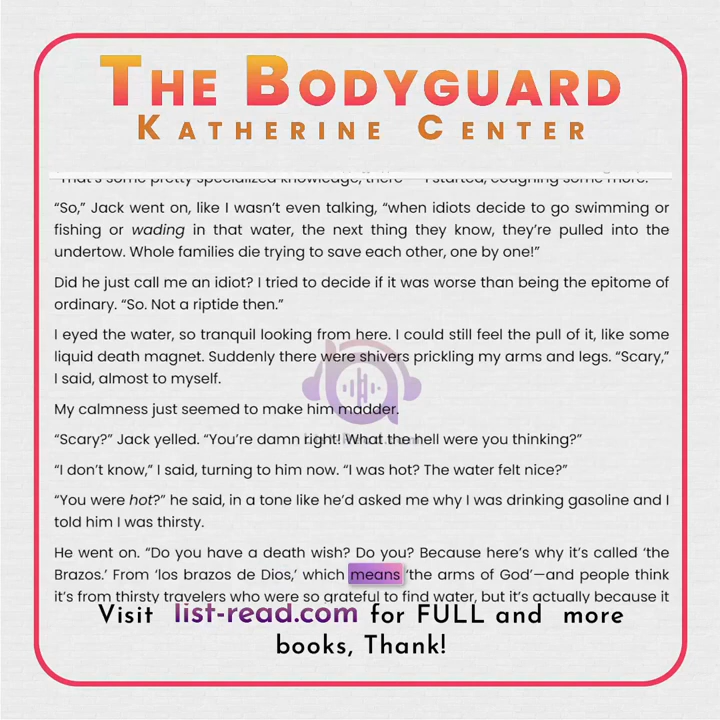 THE BODYGUARD
KATHERINE CENTER
“That’s some pretty specialized knowledge, there—” I started, coughing some more.
“So,” Jack went on, like I wasn’t even talking, “when idiots decide to go swimming or
fishing or wading in that water, the next thing they know, they’re pulled into the
undertow. Whole families die trying to save each other, one by one!”
Did he just call me an idiot? I tried to decide if it was worse than being the epitome of
ordinary. “So. Not a riptide then.”
I eyed the water, so tranquil looking from here. I could still feel the pull of it, like some
liquid death magnet. Suddenly there were shivers prickling my arms and legs. “Scary,”
I said, almost to myself.
My calmness just seemed to make him madder.
“Scary?” Jack yelled. “You’re damn right! What the hell were you thinking?”
“I don’t know,” I said, turning to him now. “I was hot? The water felt nice?”
“You were hot?” he said, in a tone like he’d asked me why I was drinking gasoline and I
told him I was thirsty.
He went on. “Do you have a death wish? Do you? Because here’s why it’s called ‘the
Brazos.’ From ‘los brazos de Dios,’ which means ‘the arms of God’—and people think
it’s from thirsty travelers who were so grateful to find water, but it’s actually because it
Visit list-read.com for FULL and more
books, Thank!